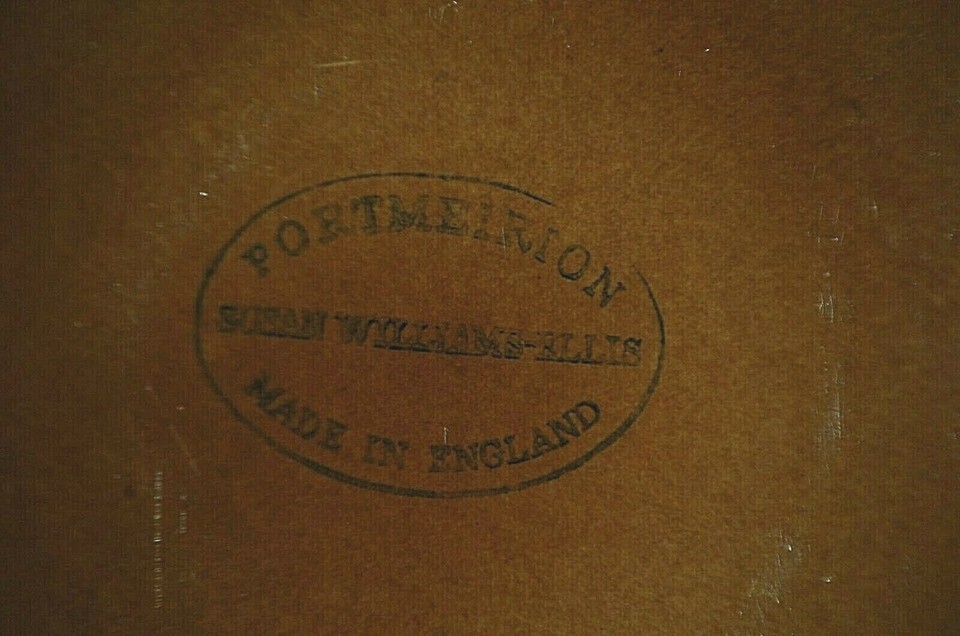 PORTMEIRION
SUSAN WILLIAMS-ELLIS
MADE IN ENGLAND